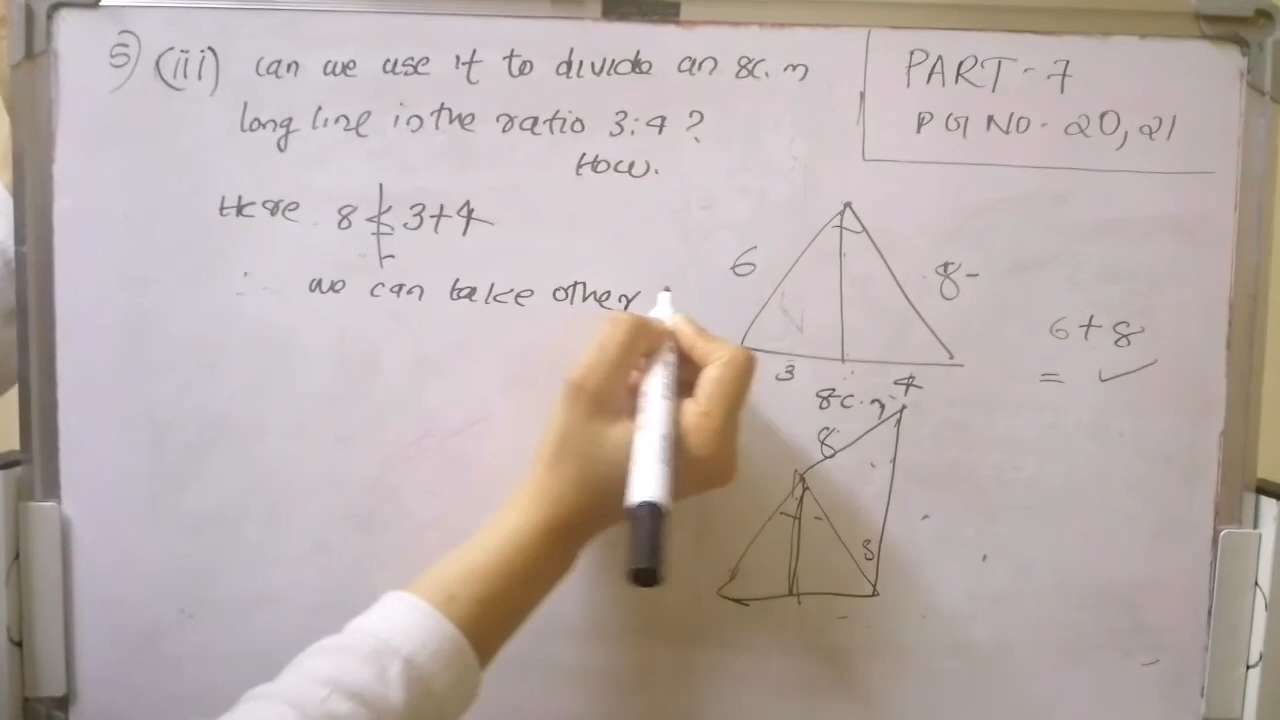 5) (iii) can we use it to divide an 8c.m
long line in the ratio 3:4?
How.
PART-7
PG NO. 20,21
Here 8 ≮ 3+4
∴ we can take other
6
8
3
4
8c.m
6+8
= ✓
8